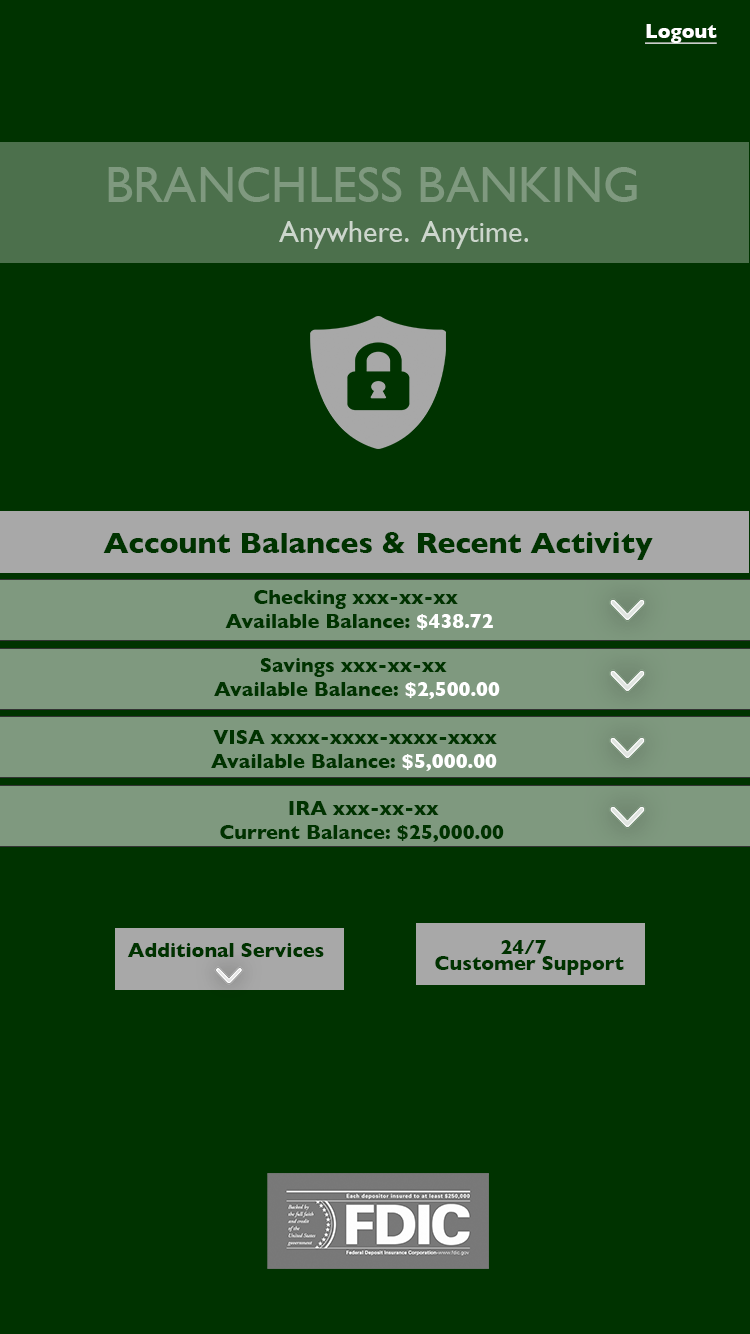 Logout
BRANCHLESS BANKING
Anywhere. Anytime.
Account Balances & Recent Activity
Checking xxx-xx-xx
Available Balance: $438.72
Savings xxx-xx-xx
Available Balance: $2,500.00
VISA xxxx-xxxx-xxxx-xxxx
Available Balance: $5,000.00
IRA xxx-xx-xx
Current Balance: $25,000.00
Additional Services
24/7
Customer Support
Each depositor insured to at least $250,000
Backed by
the full faith
and credit
of the
United States
government
FDIC
Federal Deposit Insurance Corporation • www.fdic.gov